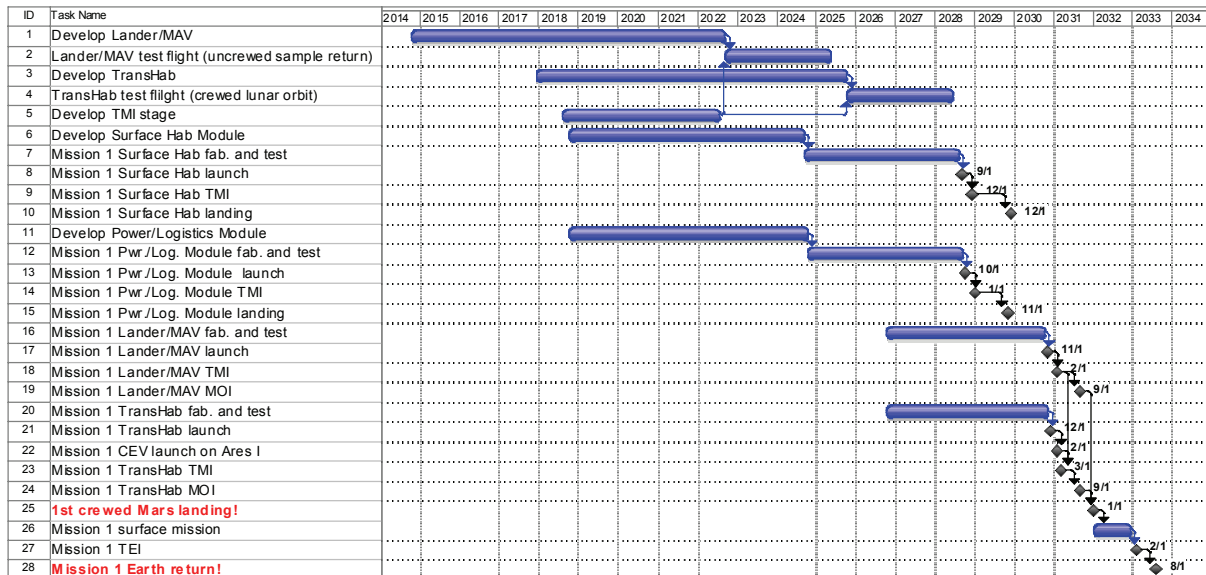 ID Task Name 2014 2015 2016 2017 2018 2019 2020 2021 2022 2023 2024 2025 2026 2027 2028 2029 2030 2031 2032 2033 2034
1 Develop Lander/MAV
2 Lander/MAV test flight (uncrewed sample return)
3 Develop TransHab
4 TransHab test flilght (crewed lunar orbit)
5 Develop TMI stage
6 Develop Surface Hab Module
7 Mission 1 Surface Hab fab. and test
8 Mission 1 Surface Hab launch 9/1
9 Mission 1 Surface Hab TMI 12/1
10 Mission 1 Surface Hab landing 12/1
11 Develop Power/Logistics Module
12 Mission 1 Pwr./Log. Module fab. and test
13 Mission 1 Pwr./Log. Module launch 10/1
14 Mission 1 Pwr./Log. Module TMI 1/1
15 Mission 1 Pwr./Log. Module landing 11/1
16 Mission 1 Lander/MAV fab. and test
17 Mission 1 Lander/MAV launch 11/1
18 Mission 1 Lander/MAV TMI 2/1
19 Mission 1 Lander/MAV MOI 9/1
20 Mission 1 TransHab fab. and test
21 Mission 1 TransHab launch 12/1
22 Mission 1 CEV launch on Ares I 2/1
23 Mission 1 TransHab TMI 3/1
24 Mission 1 TransHab MOI 9/1
25 1st crewed Mars landing! 1/1
26 Mission 1 surface mission
27 Mission 1 TEI 2/1
28 Mission 1 Earth return! 8/1